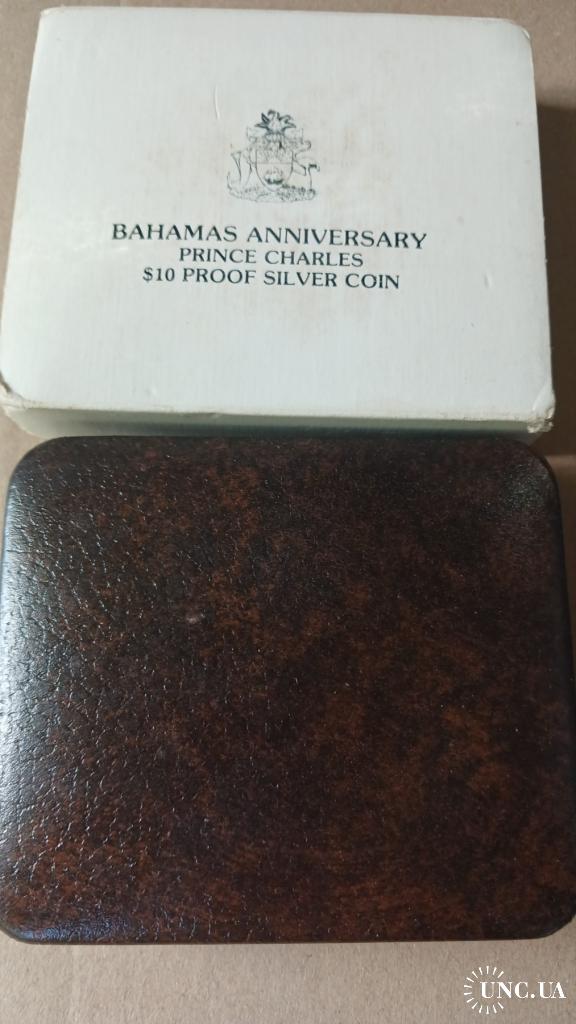 BAHAMAS ANNIVERSARY
PRINCE CHARLES
$10 PROOF SILVER COIN
UNC.UA